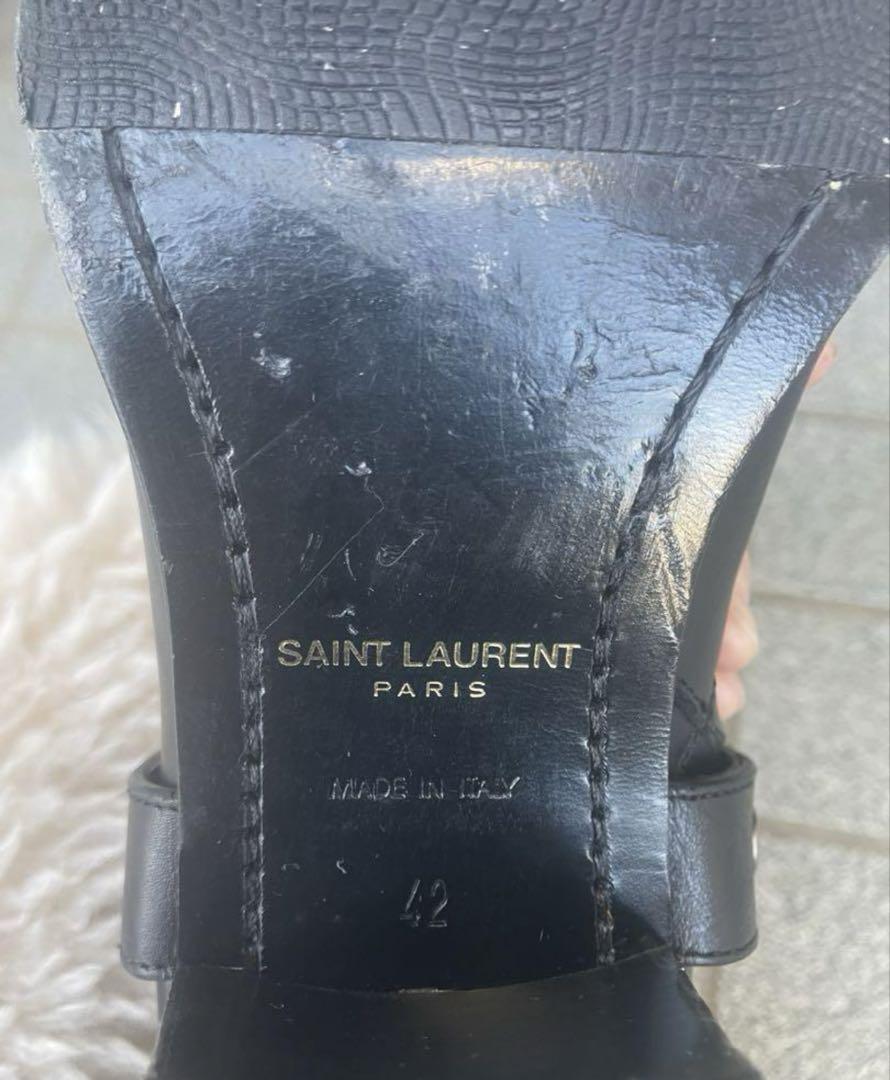 SAINT LAURENT
PARIS
MADE IN ITALY
42